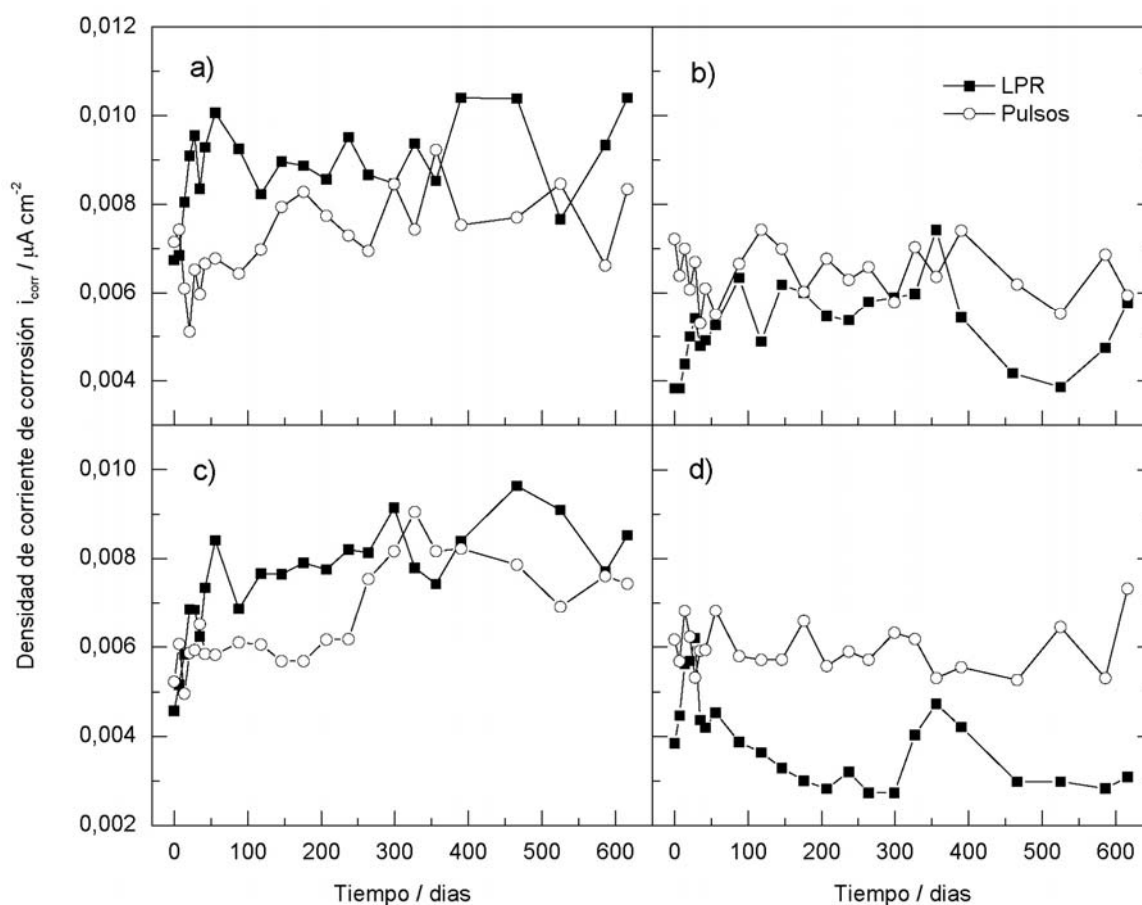 0,012
0,010
0,008
0,006
0,004
0,010
0,008
0,006
0,004
0,002
Densidad de corriente de corrosión i_corr / μA cm⁻²
a)
b)
LPR
Pulsos
c)
d)
0 100 200 300 400 500 600
0 100 200 300 400 500 600
Tiempo / dias
Tiempo / dias